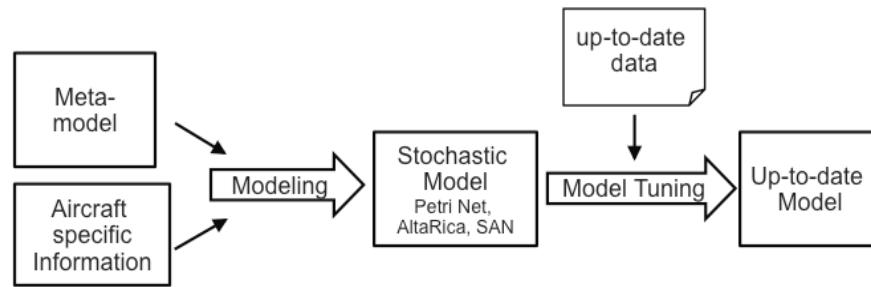 Meta-
model
Aircraft
specific
Information
Modeling
Stochastic
Model
Petri Net,
AltaRica, SAN
up-to-date
data
Model Tuning
Up-to-date
Model